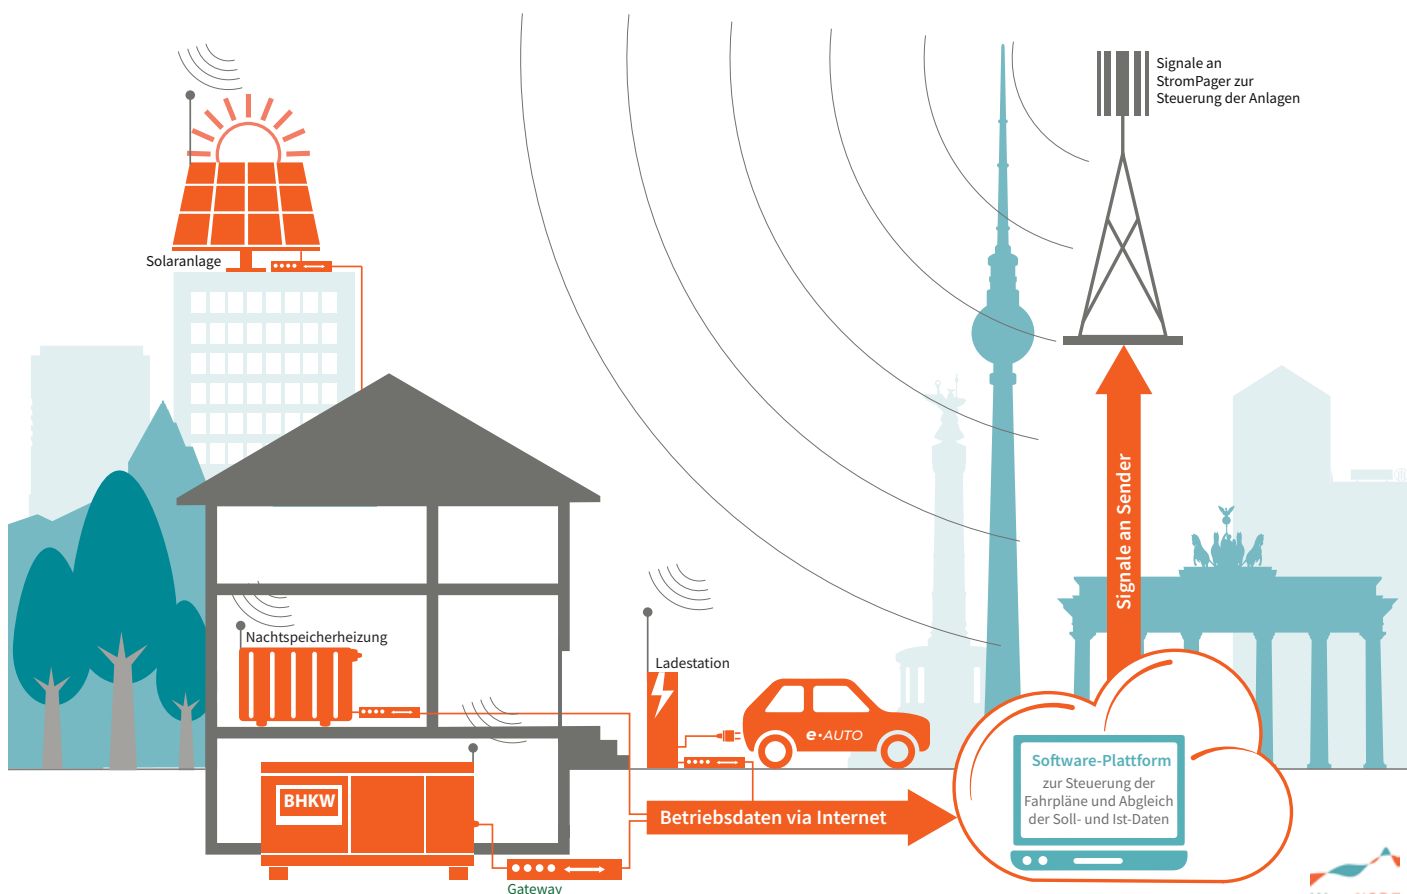 Signale an
StromPager zur
Steuerung der Anlagen
Solaranlage
Signale an Sender
Nachtspeicherheizung
Ladestation
e·AUTO
Software-Plattform
zur Steuerung der
Fahrpläne und Abgleich
der Soll- und Ist-Daten
BHKW
Betriebsdaten via Internet
Gateway